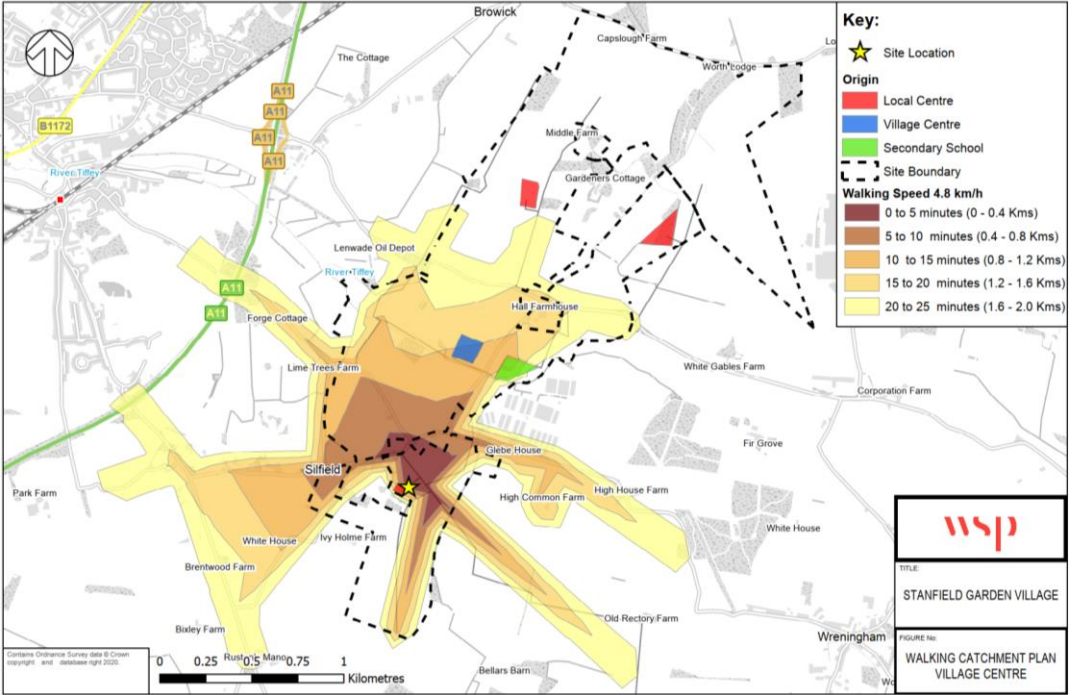 Browick
Capslough Farm
The Cottage
Worth Lodge
Lo
A11
A11
A11
A11
B1172
Middle Farm
River Tiffey
Gardeners Cottage
Lenwade Oil Depot
River Tiffey
A11
A11
Hall Farmhouse
Forge Cottage
Lime Trees Farm
White Gables Farm
Corporation Farm
Fir Grove
Glebe House
Silfield
Park Farm
High House Farm
High Common Farm
White House
White House
Ivy Holme Farm
Brentwood Farm
Old Rectory Farm
Bixley Farm
Wreningham
Bellars Barn
Wo
Contains Ordnance Survey data © Crown
copyright and database right 2020.
0 0.25 0.5 0.75 1
Kilometres
Key:
Site Location
Origin
Local Centre
Village Centre
Secondary School
Site Boundary
Walking Speed 4.8 km/h
0 to 5 minutes (0 - 0.4 Kms)
5 to 10 minutes (0.4 - 0.8 Kms)
10 to 15 minutes (0.8 - 1.2 Kms)
15 to 20 minutes (1.2 - 1.6 Kms)
20 to 25 minutes (1.6 - 2.0 Kms)
wsp
TITLE:
STANFIELD GARDEN VILLAGE
FIGURE No:
WALKING CATCHMENT PLAN
VILLAGE CENTRE